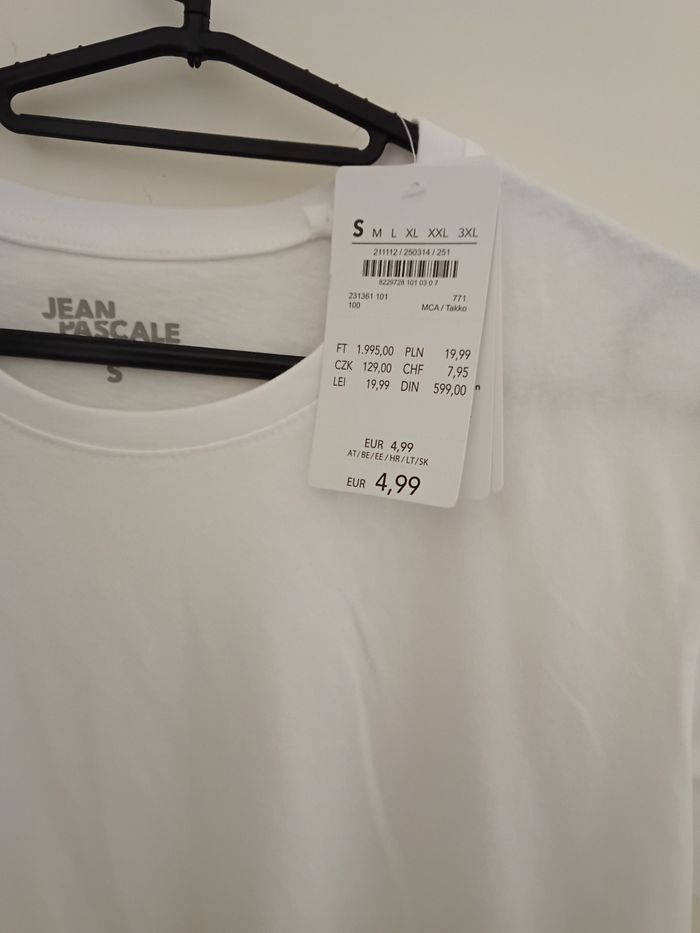 S M L XL XXL 3XL
211112 / 250314 / 251
8229728 101 03 0 7
231361 101 771
100 MCA / Takko
FT 1.995,00 PLN 19,99
CZK 129,00 CHF 7,95
LEI 19,99 DIN 599,00
EUR 4,99
AT/BE/EE/HR/LT/SK
EUR 4,99
JEAN
PASCALE
S